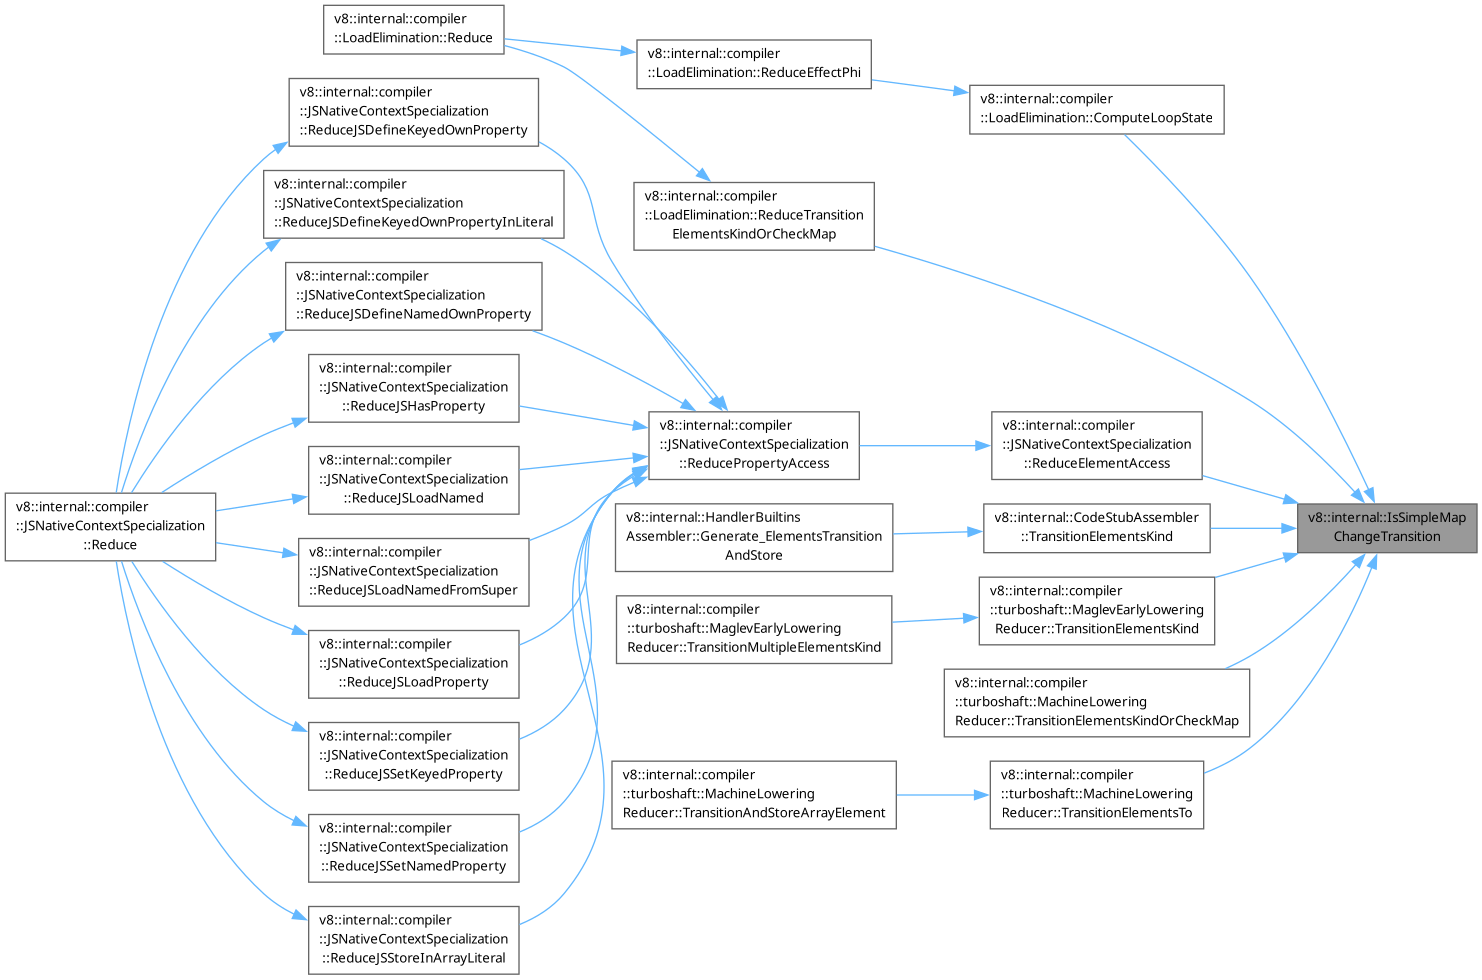 v8::internal::compiler
::LoadElimination::Reduce
v8::internal::compiler
::LoadElimination::ReduceEffectPhi
v8::internal::compiler
::LoadElimination::ComputeLoopState
v8::internal::compiler
::JSNativeContextSpecialization
::ReduceJSDefineKeyedOwnProperty
v8::internal::compiler
::JSNativeContextSpecialization
::ReduceJSDefineKeyedOwnPropertyInLiteral
v8::internal::compiler
::LoadElimination::ReduceTransition
ElementsKindOrCheckMap
v8::internal::compiler
::JSNativeContextSpecialization
::ReduceJSDefineNamedOwnProperty
v8::internal::compiler
::JSNativeContextSpecialization
::ReduceJSHasProperty
v8::internal::compiler
::JSNativeContextSpecialization
::ReducePropertyAccess
v8::internal::compiler
::JSNativeContextSpecialization
::ReduceElementAccess
v8::internal::compiler
::JSNativeContextSpecialization
::ReduceJSLoadNamed
v8::internal::compiler
::JSNativeContextSpecialization
::Reduce
v8::internal::HandlerBuiltins
Assembler::Generate_ElementsTransition
AndStore
v8::internal::CodeStubAssembler
::TransitionElementsKind
v8::internal::IsSimpleMap
ChangeTransition
v8::internal::compiler
::JSNativeContextSpecialization
::ReduceJSLoadNamedFromSuper
v8::internal::compiler
::turboshaft::MaglevEarlyLowering
Reducer::TransitionMultipleElementsKind
v8::internal::compiler
::turboshaft::MaglevEarlyLowering
Reducer::TransitionElementsKind
v8::internal::compiler
::JSNativeContextSpecialization
::ReduceJSLoadProperty
v8::internal::compiler
::turboshaft::MachineLowering
Reducer::TransitionElementsKindOrCheckMap
v8::internal::compiler
::JSNativeContextSpecialization
::ReduceJSSetKeyedProperty
v8::internal::compiler
::turboshaft::MachineLowering
Reducer::TransitionAndStoreArrayElement
v8::internal::compiler
::turboshaft::MachineLowering
Reducer::TransitionElementsTo
v8::internal::compiler
::JSNativeContextSpecialization
::ReduceJSSetNamedProperty
v8::internal::compiler
::JSNativeContextSpecialization
::ReduceJSStoreInArrayLiteral